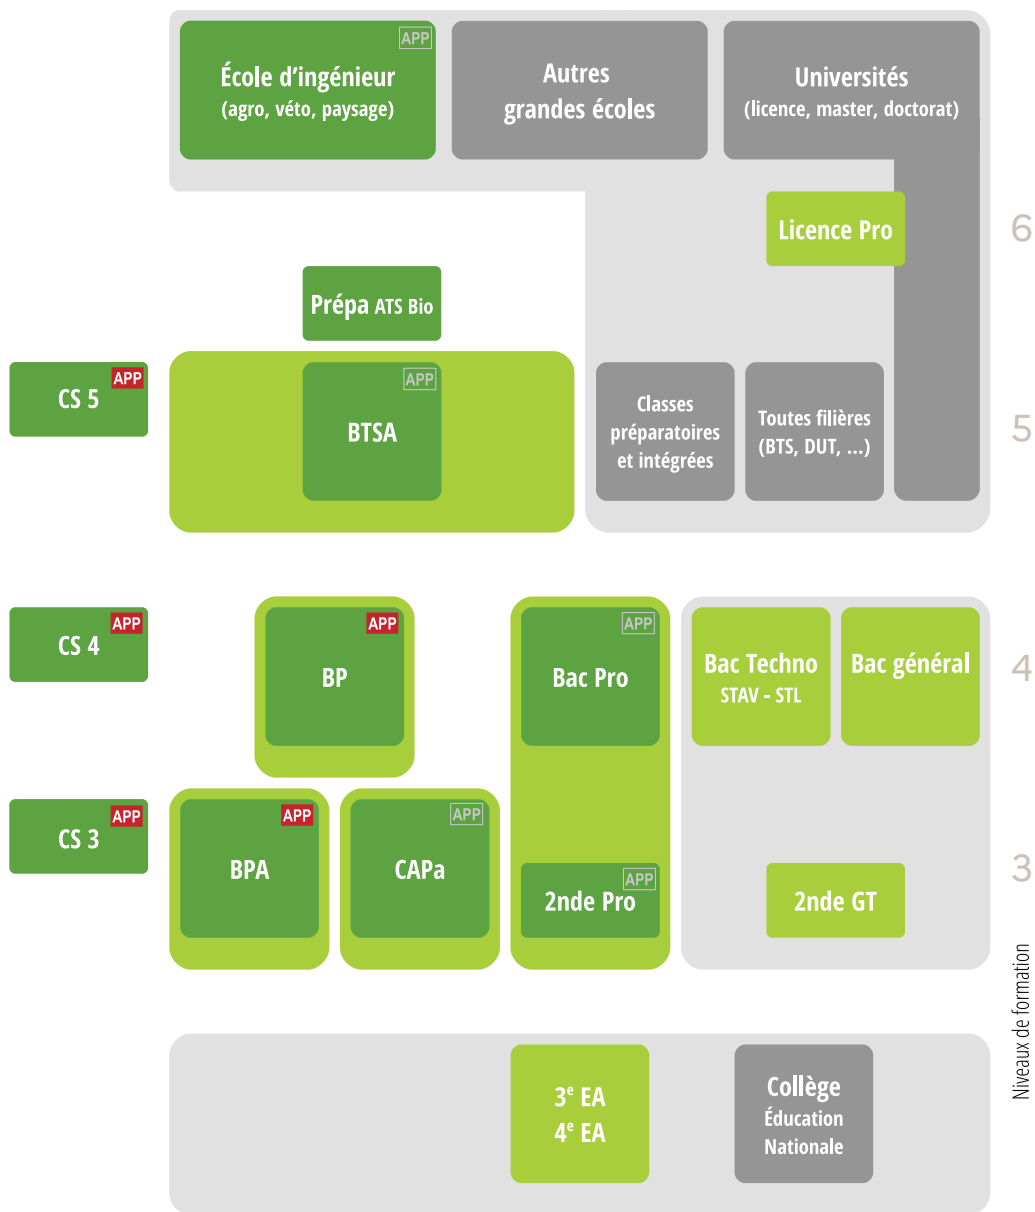 APP
École d’ingénieur
(agro, véto, paysage)
Autres
grandes écoles
Universités
(licence, master, doctorat)
Licence Pro
6
Prépa ATS Bio
CS 5
APP
APP
BTSA
Classes
préparatoires
et intégrées
Toutes filières
(BTS, DUT, ...)
5
CS 4
APP
BP
APP
Bac Pro
APP
Bac Techno
STAV - STL
Bac général
4
CS 3
APP
BPA
APP
CAPa
APP
2nde Pro
APP
2nde GT
3
Niveaux de formation
3e EA
4e EA
Collège
Éducation
Nationale